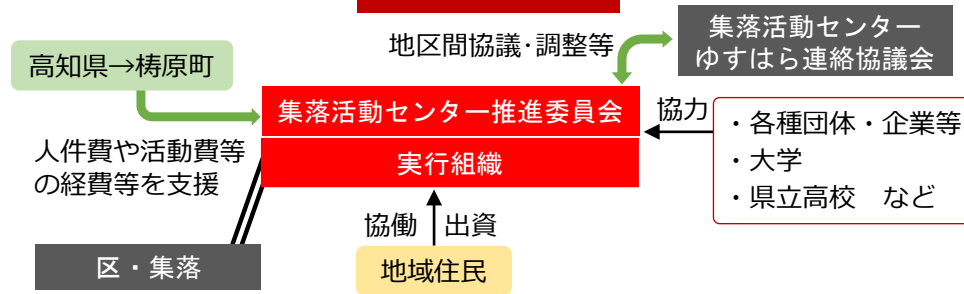 地区間協議・調整等
集落活動センター
ゆすはら連絡協議会
高知県→梼原町
集落活動センター推進委員会
協力
・各種団体・企業等
・大学
・県立高校　など
人件費や活動費等
の経費等を支援
実行組織
協働
出資
区・集落
地域住民